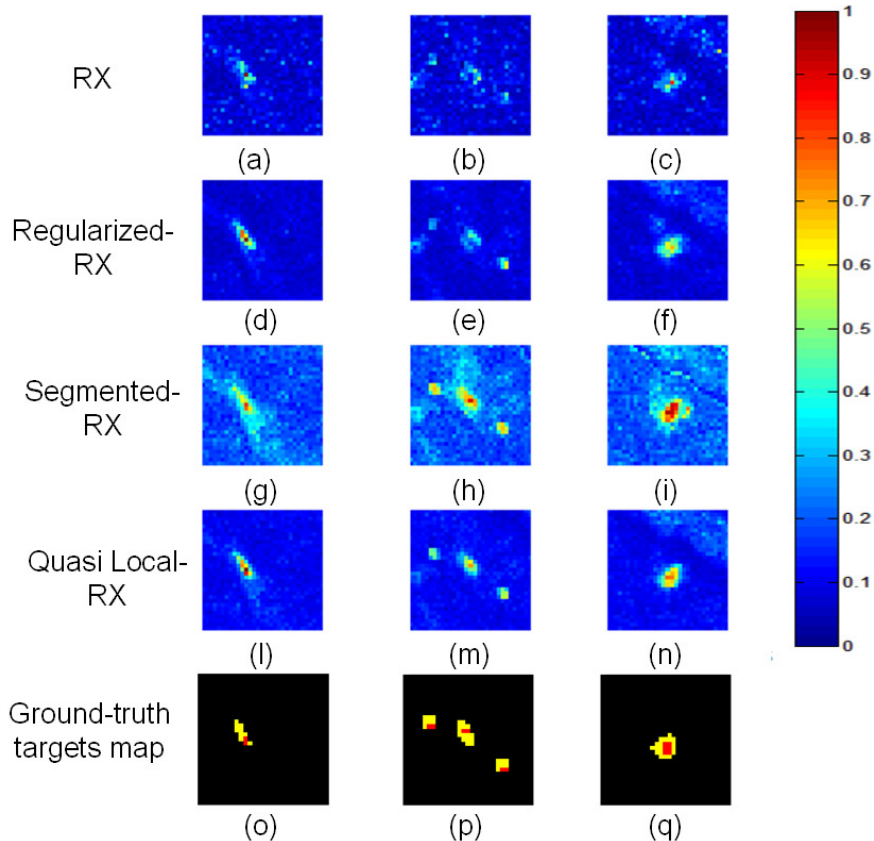 RX
(a)
(b)
(c)
Regularized-
RX
(d)
(e)
(f)
Segmented-
RX
(g)
(h)
(i)
Quasi Local-
RX
(l)
(m)
(n)
Ground-truth
targets map
(o)
(p)
(q)
1
0.9
0.8
0.7
0.6
0.5
0.4
0.3
0.2
0.1
0